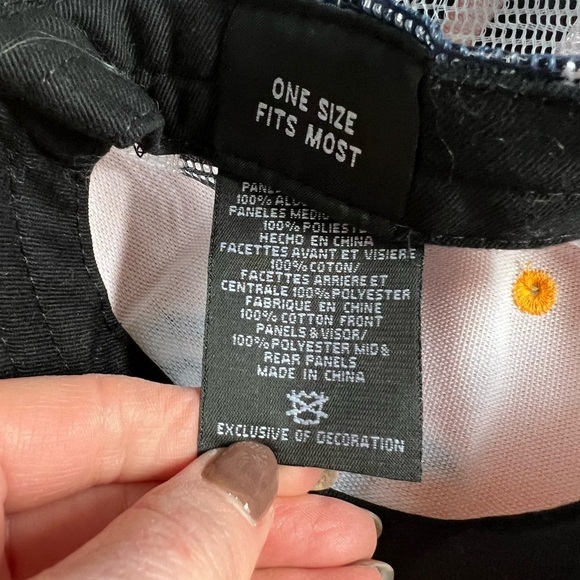 ONE SIZE
FITS MOST
100% ALGO
PANELES MEDIO
100% POLIESTE
HECHO EN CHINA
FACETTES AVANT ET VISIERE
100% COTON/
FACETTES ARRIERE ET
CENTRALE 100% POLYESTER
FABRIQUE EN CHINE
100% COTTON FRONT
PANELS & VISOR/
100% POLYESTER MID &
REAR PANELS
MADE IN CHINA
EXCLUSIVE OF DECORATION